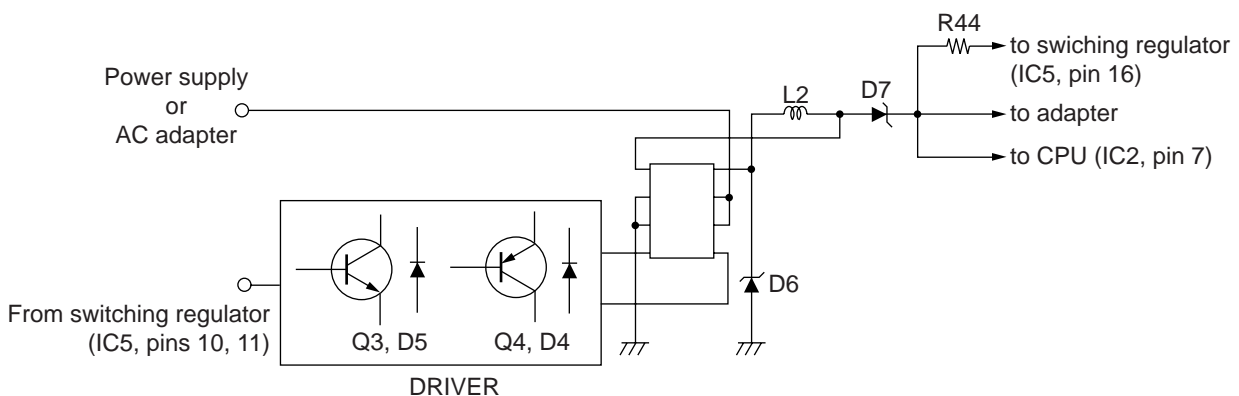 R44
to swiching regulator
(IC5, pin 16)
Power supply
or
AC adapter
L2
D7
to adapter
to CPU (IC2, pin 7)
D6
From switching regulator
(IC5, pins 10, 11)
Q3, D5
Q4, D4
DRIVER